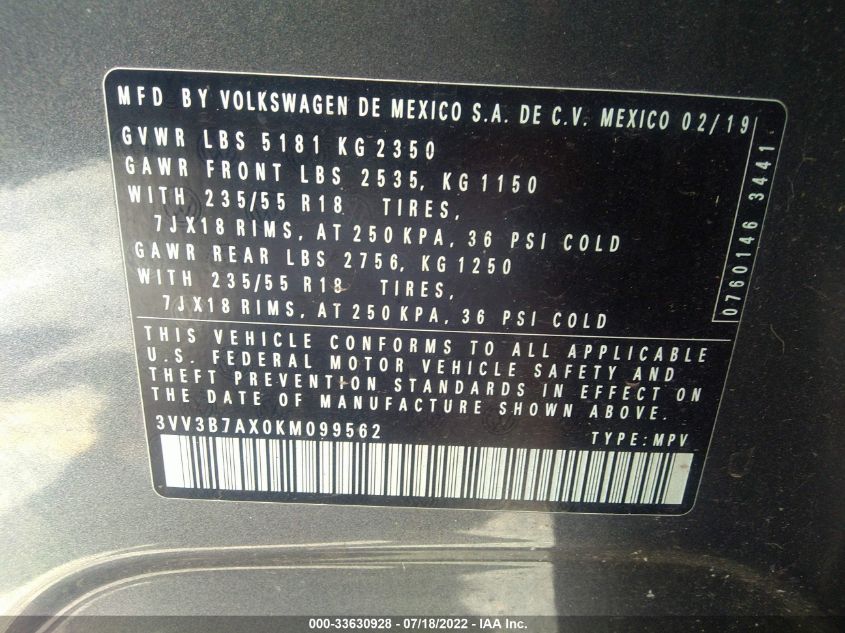 MFD BY VOLKSWAGEN DE MEXICO S.A. DE C.V. MEXICO 02/19
GVWR LBS 5181 KG 2350
GAWR FRONT LBS 2535, KG 1150
WITH 235/55 R18 TIRES,
7JX18 RIMS, AT 250 KPA, 36 PSI COLD
GAWR REAR LBS 2756, KG 1250
WITH 235/55 R18 TIRES,
7JX18 RIMS, AT 250 KPA, 36 PSI COLD
0760146 3441
THIS VEHICLE CONFORMS TO ALL APPLICABLE
U.S. FEDERAL MOTOR VEHICLE SAFETY AND
THEFT PREVENTION STANDARDS IN EFFECT ON
THE DATE OF MANUFACTURE SHOWN ABOVE.
3VV3B7AX0KM099562 TYPE: MPV
000-33630928 - 07/18/2022 - IAA Inc.